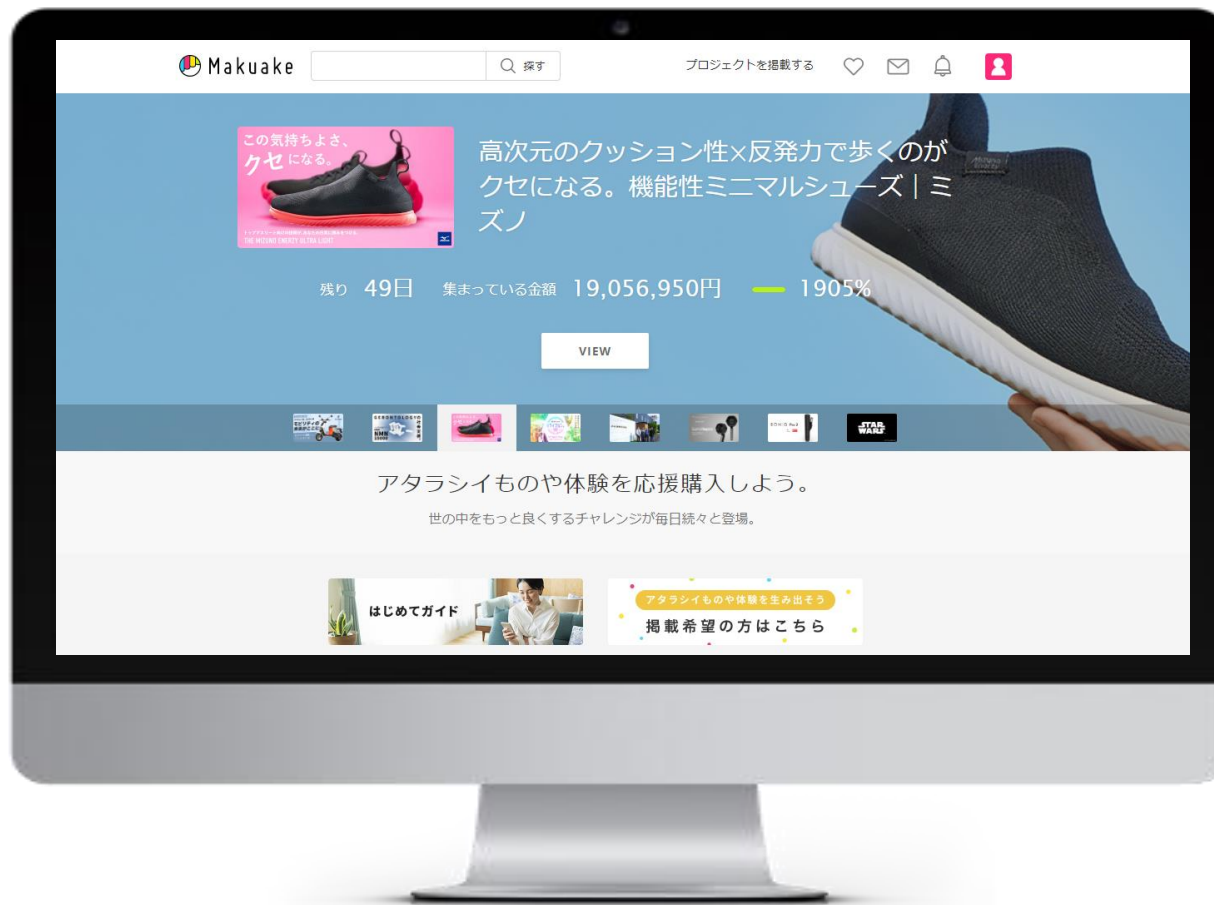 Makuake
探す
プロジェクトを掲載する
この気持ちよさ、
クセになる。
THE MIZUNO ENERZY ULTRA LIGHT
高次元のクッション性×反発力で歩くのが
クセになる。機能性ミニマルシューズ｜ミ
ズノ
残り 49日 集まっている金額 19,056,950円 1905%
VIEW
STAR
WARS
アタラシイものや体験を応援購入しよう。
世の中をもっと良くするチャレンジが毎日続々と登場。
はじめてガイド
アタラシイものや体験を生み出そう
掲載希望の方はこちら